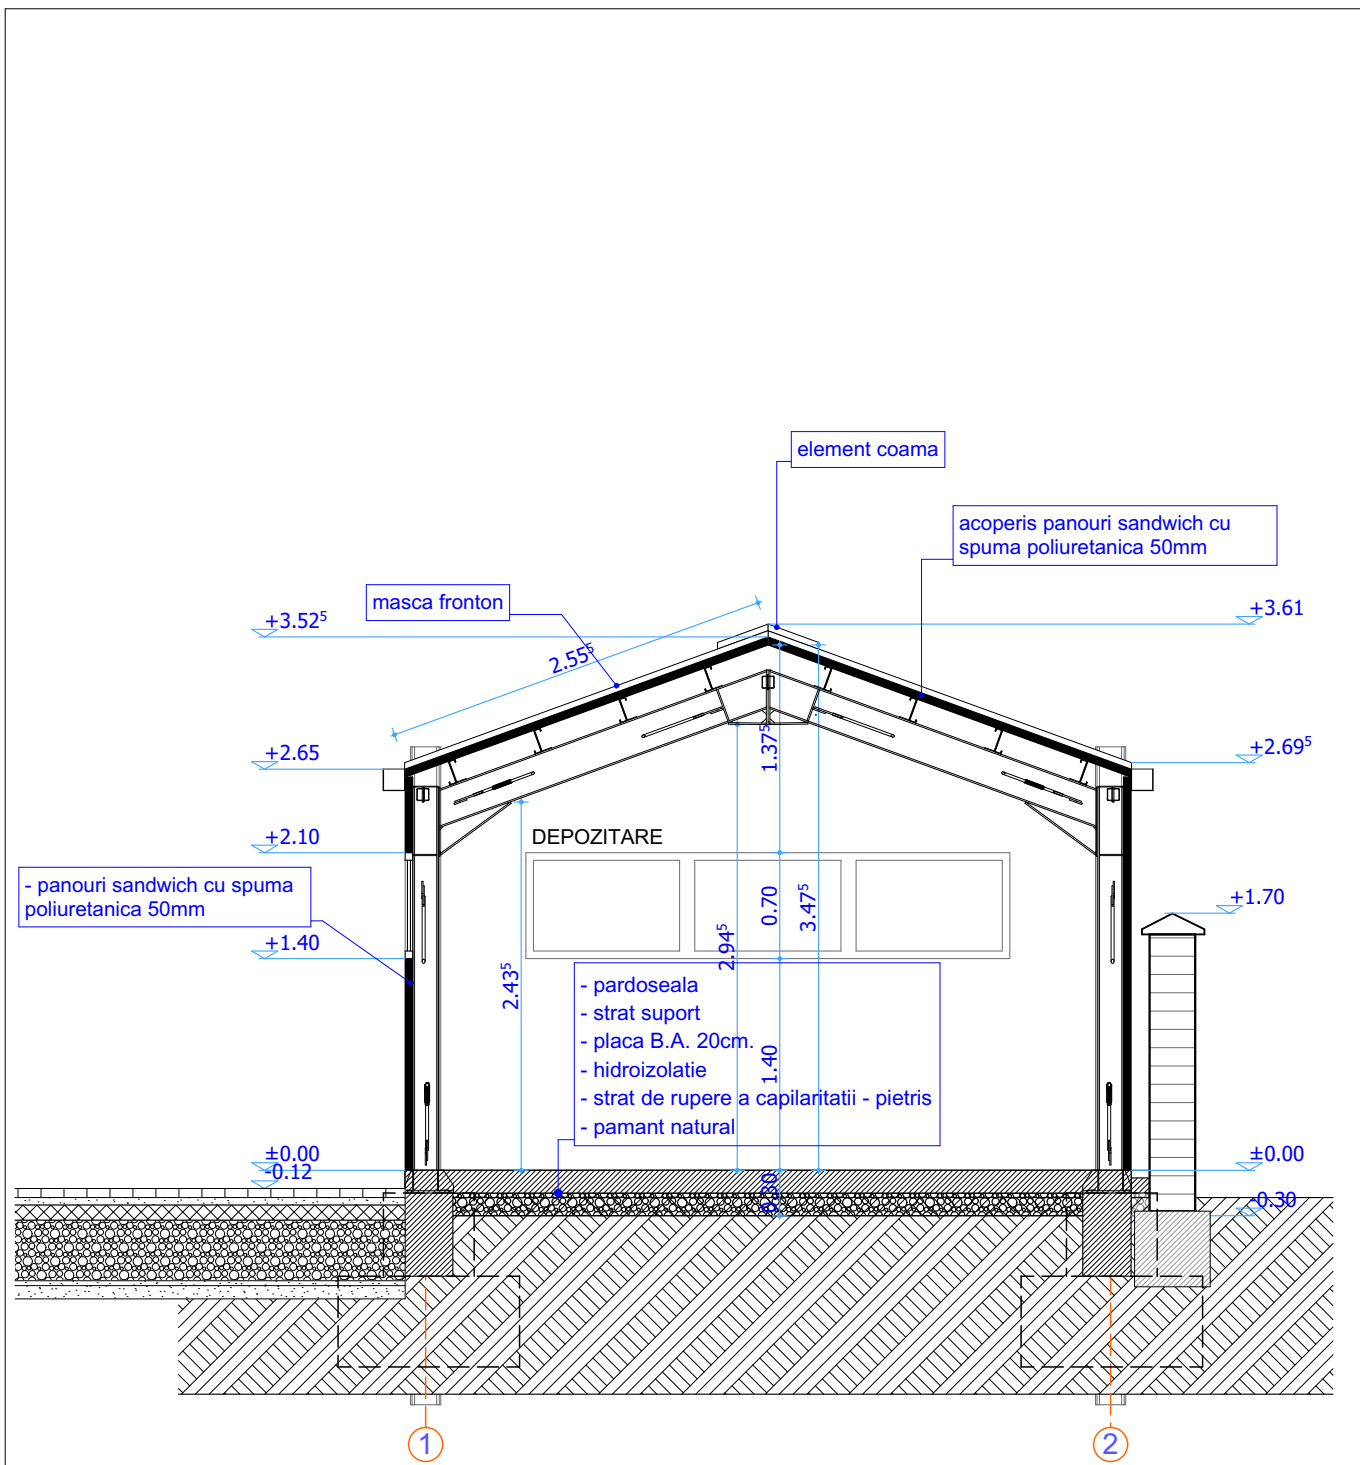 element coama
acoperis panouri sandwich cu
spuma poliuretanica 50mm
masca fronton
+3.52⁵
+3.61
2.55⁵
+2.65
1.37⁵
+2.69⁵
+2.10
DEPOZITARE
- panouri sandwich cu spuma
poliuretanica 50mm
0.70
3.47⁵
+1.70
+1.40
2.94⁵
2.43⁵
- pardoseala
- strat suport
- placa B.A. 20cm.
- hidroizolatie
- strat de rupere a capilaritatii - pietris
- pamant natural
1.40
±0.00
-0.12
±0.00
0.30
-0.30
1
2